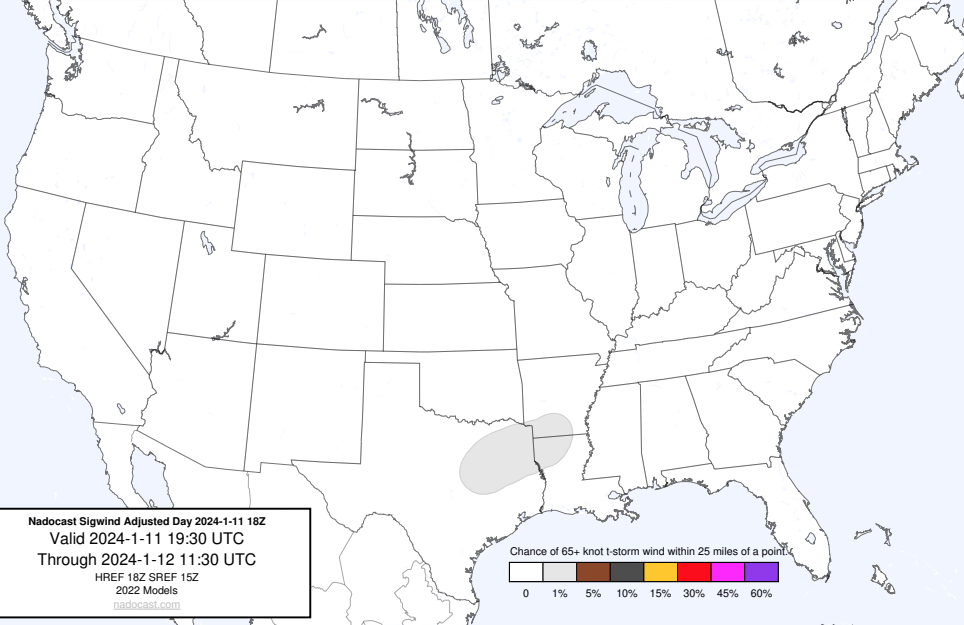 Nadocast Sigwind Adjusted Day 2024-1-11 18Z
Valid 2024-1-11 19:30 UTC
Through 2024-1-12 11:30 UTC
HREF 18Z SREF 15Z
2022 Models
nadocast.com
Chance of 65+ knot t-storm wind within 25 miles of a point.
0 1% 5% 10% 15% 30% 45% 60%